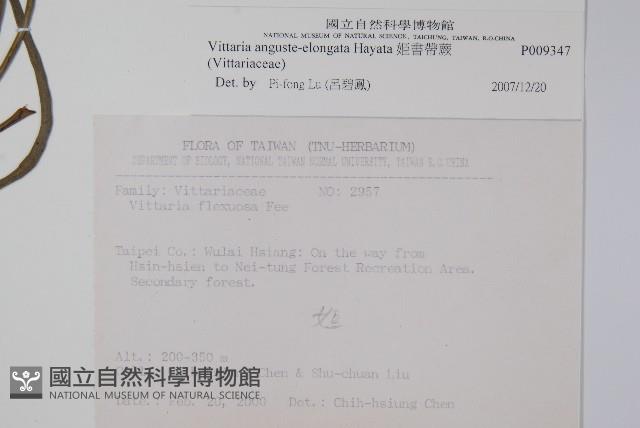 國立自然科學博物館
NATIONAL MUSEUM OF NATURAL SCIENCE, TAICHUNG, TAIWAN, R.O.CHINA
Vittaria anguste-elongata Hayata 姬書帶蕨 P009347
(Vittariaceae)
Det. by Pi-fong Lu (呂碧鳳) 2007/12/20
FLORA OF TAIWAN (TNU-HERBARIUM)
DEPARTMENT OF BIOLOGY, NATIONAL TAIWAN NORMAL UNIVERSITY, TAIWAN R.O.CHINA
Family: Vittariaceae NO: 2957
Vittaria flexuosa Fee
Taipei Co.: Wulai Hsiang: On the way from
Hsin-hsien to Nei-tung Forest Recreation Area.
Secondary forest.
Alt.: 200-350 m
Chen & Shu-chuan Liu
Date.: Feb. 20, 2000 Det.: Chih-hsiung Chen
國立自然科學博物館
NATIONAL MUSEUM OF NATURAL SCIENCE